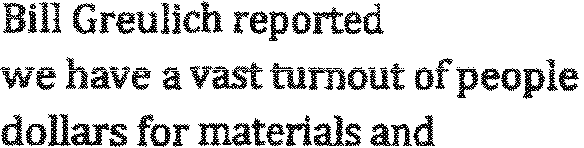 Bill Greulich reported
we have a vast turnout of people
dollars for materials and